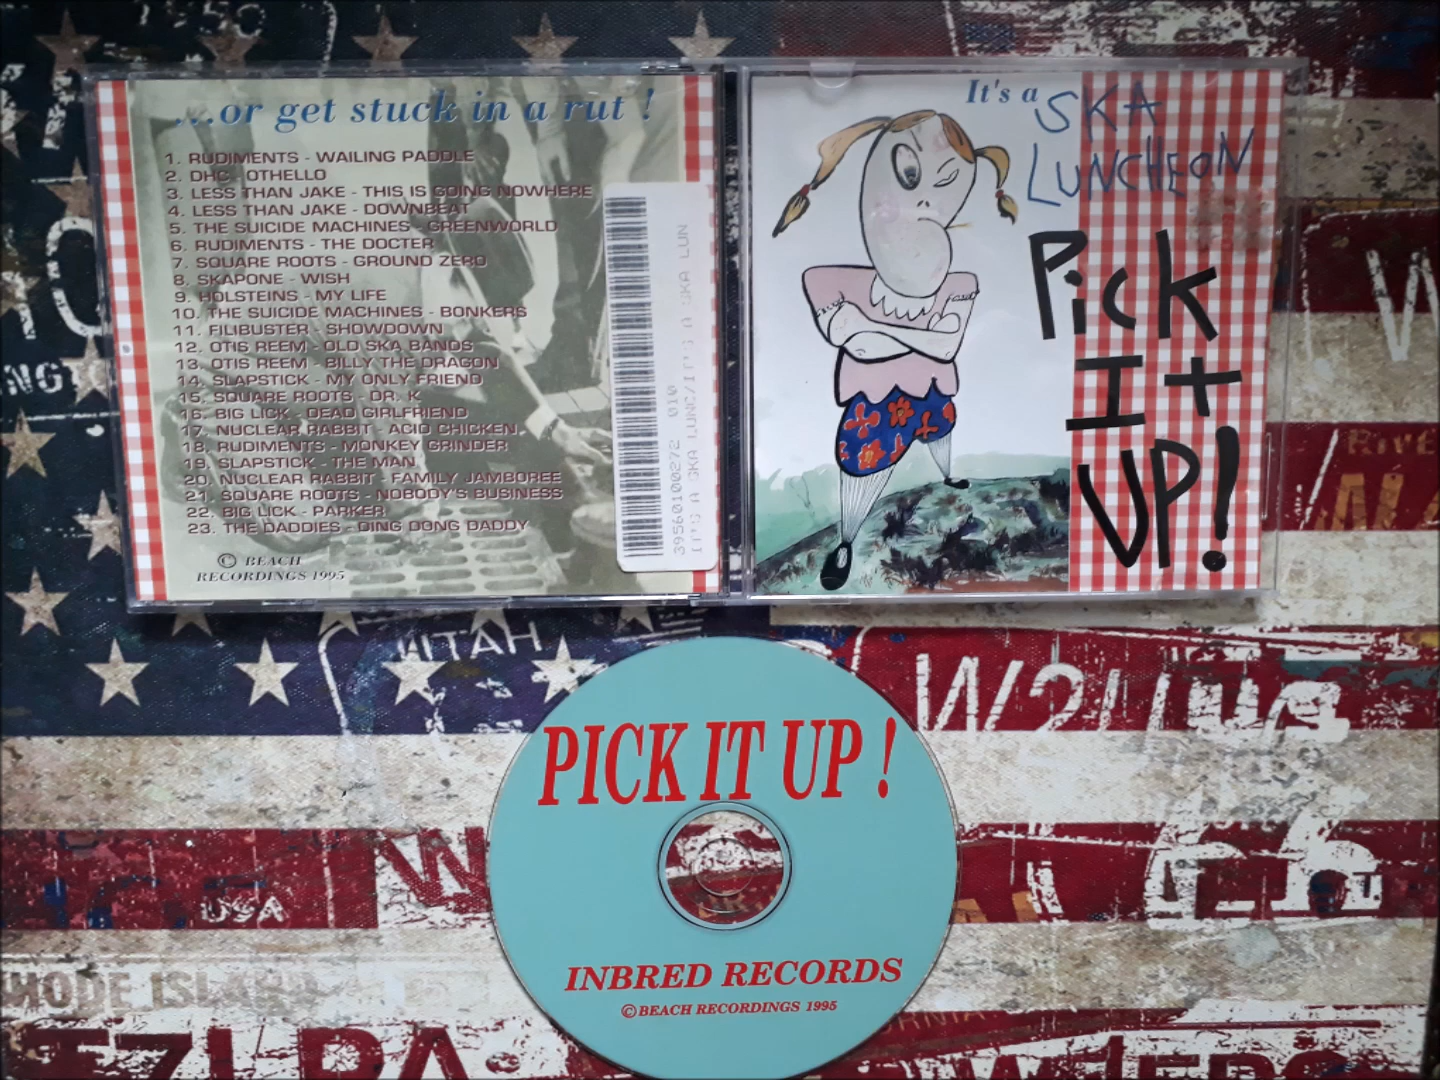 ...or get stuck in a rut !
1. RUDIMENTS - WAILING PADDLE
2. DHC - OTHELLO
3. LESS THAN JAKE - THIS IS GOING NOWHERE
4. LESS THAN JAKE - DOWNBEAT
5. THE SUICIDE MACHINES - GREENWORLD
6. RUDIMENTS - THE DOCTER
7. SQUARE ROOTS - GROUND ZERO
8. SKAPONE - WISH
9. HOLSTEINS - MY LIFE
10. THE SUICIDE MACHINES - BONKERS
11. FILIBUSTER - SHOWDOWN
12. OTIS REEM - OLD SKA BANDS
13. OTIS REEM - BILLY THE DRAGON
14. SLAPSTICK - MY ONLY FRIEND
15. SQUARE ROOTS - DR. K
16. BIG LICK - DEAD GIRLFRIEND
17. NUCLEAR RABBIT - ACID CHICKEN
18. RUDIMENTS - MONKEY GRINDER
19. SLAPSTICK - THE MAN
20. NUCLEAR RABBIT - FAMILY JAMBOREE
21. SQUARE ROOTS - NOBODY'S BUSINESS
22. BIG LICK - PARKER
23. THE DADDIES - DING DONG DADDY
© BEACH
RECORDINGS 1995
39560100272 010
IT'S A SKA LUNC/IT'S A SKA LUN
It's a SKA
LUNCHEON
PiCK
IT
UP!
PICK IT UP !
INBRED RECORDS
© BEACH RECORDINGS 1995
UTAH
USA
RHODE ISLAND